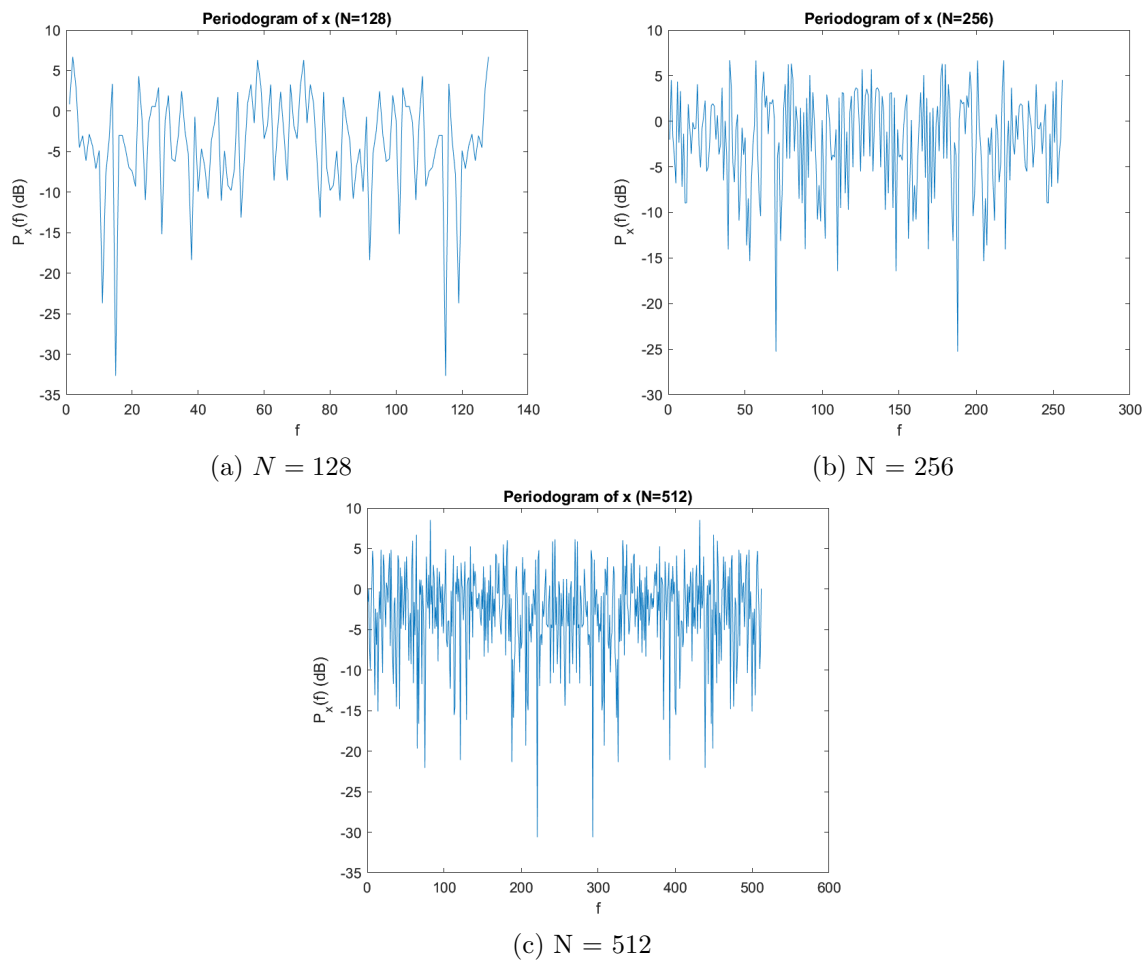 Periodogram of x (N=128)
10
5
0
-5
-10
-15
-20
-25
-30
-35
P_x(f) (dB)
0 20 40 60 80 100 120 140
f
(a) N = 128
Periodogram of x (N=256)
10
5
0
-5
-10
-15
-20
-25
-30
P_x(f) (dB)
0 50 100 150 200 250 300
f
(b) N = 256
Periodogram of x (N=512)
10
5
0
-5
-10
-15
-20
-25
-30
-35
P_x(f) (dB)
0 100 200 300 400 500 600
f
(c) N = 512